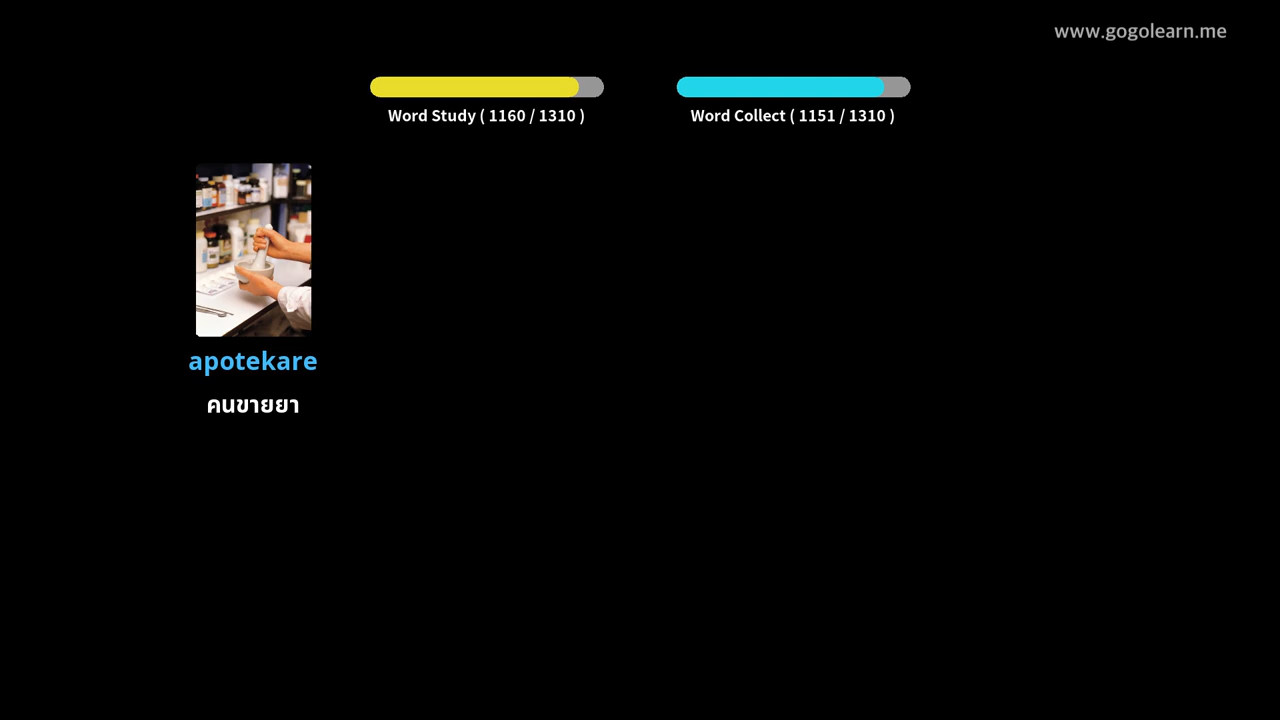 www.gogolearn.me
Word Study ( 1160 / 1310 )
Word Collect ( 1151 / 1310 )
apotekare
คนขายยา